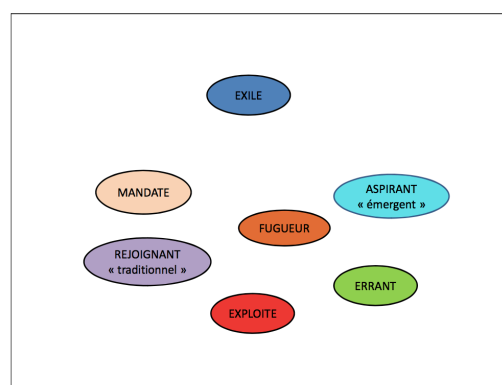 EXILE
MANDATE
ASPIRANT
« émergent »
FUGUEUR
REJOIGNANT
« traditionnel »
ERRANT
EXPLOITE